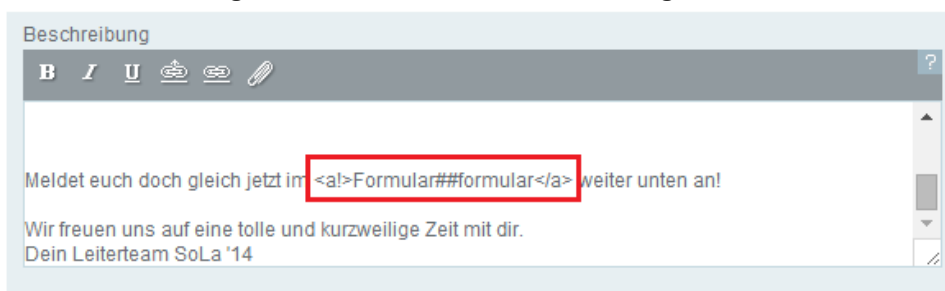 Beschreibung
B I U ?
Meldet euch doch gleich jetzt im <a!>Formular##formular</a> weiter unten an!
Wir freuen uns auf eine tolle und kurzweilige Zeit mit dir.
Dein Leiterteam SoLa '14